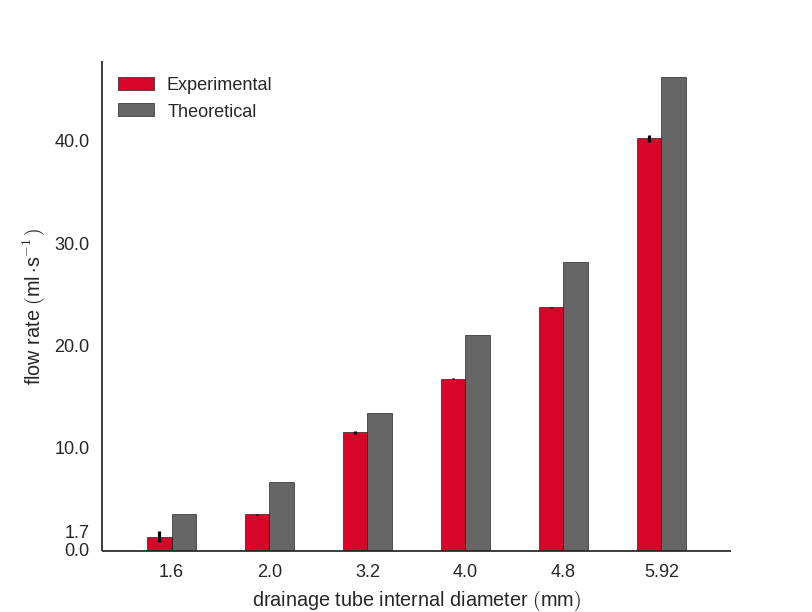 Experimental
Theoretical
40.0
30.0
20.0
10.0
1.7
0.0
flow rate (ml·s⁻¹)
1.6 2.0 3.2 4.0 4.8 5.92
drainage tube internal diameter (mm)